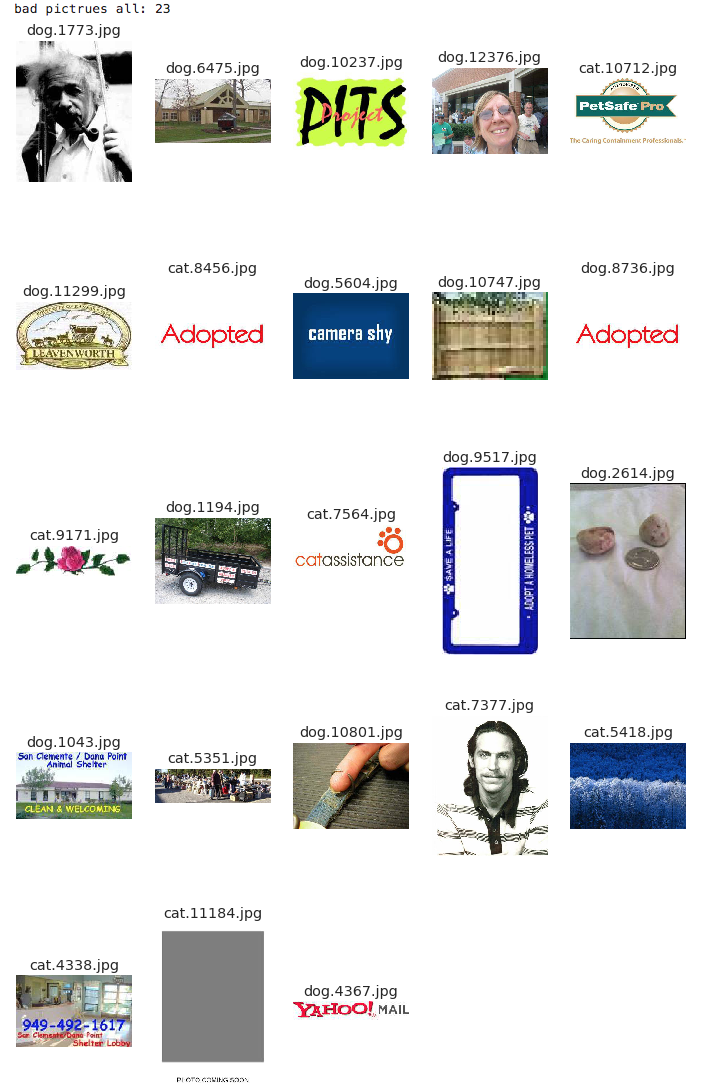 bad pictrues all: 23
dog.1773.jpg
dog.6475.jpg
dog.10237.jpg
dog.12376.jpg
cat.10712.jpg
PITS
Project
AUTHORIZED
PetSafe Pro
The Caring Containment Professionals.
dog.11299.jpg
cat.8456.jpg
dog.5604.jpg
dog.10747.jpg
dog.8736.jpg
LEAVENWORTH
Adopted
camera shy
Adopted
cat.9171.jpg
dog.1194.jpg
cat.7564.jpg
dog.9517.jpg
dog.2614.jpg
catassistance
SAVE A LIFE
ADOPT A HOMELESS PET
dog.1043.jpg
cat.5351.jpg
dog.10801.jpg
cat.7377.jpg
cat.5418.jpg
San Clemente / Dana Point
Animal Shelter
CLEAN & WELCOMING
cat.4338.jpg
cat.11184.jpg
dog.4367.jpg
949-492-1617
San Clemente/Dana Point
Shelter Lobby
PHOTO COMING SOON
YAHOO! MAIL